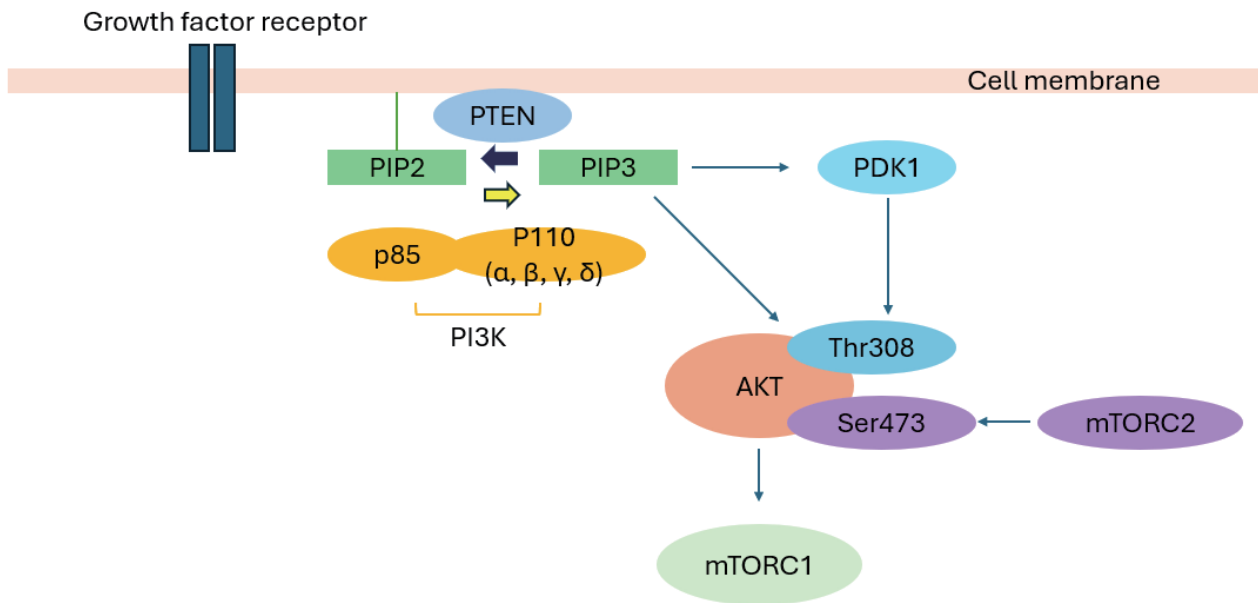 Growth factor receptor
Cell membrane
PTEN
PIP2
PIP3
PDK1
p85
P110
(α, β, γ, δ)
PI3K
Thr308
AKT
Ser473
mTORC2
mTORC1